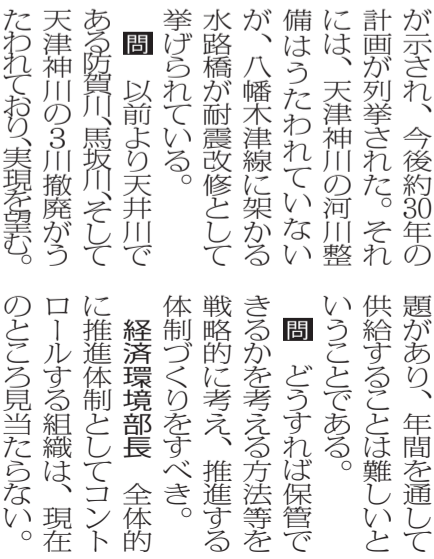 が示され、今後約30年の
計画が列挙された。それ
には、天津神川の河川整
備はうたわれていない
が、八幡木津線に架かる
水路橋が耐震改修として
挙げられている。
問　以前より天井川で
ある防賀川、馬坂川、そして
天津神川の３川撤廃がう
たわれており、実現を望む。
題があり、年間を通して
供給することは難しいと
いうことである。
問　どうすれば保管で
きるかを考える方法等を
戦略的に考え、推進する
体制づくりをすべき。
経済環境部長　全体的
に推進体制としてコント
ロールする組織は、現在
のところ見当たらない。